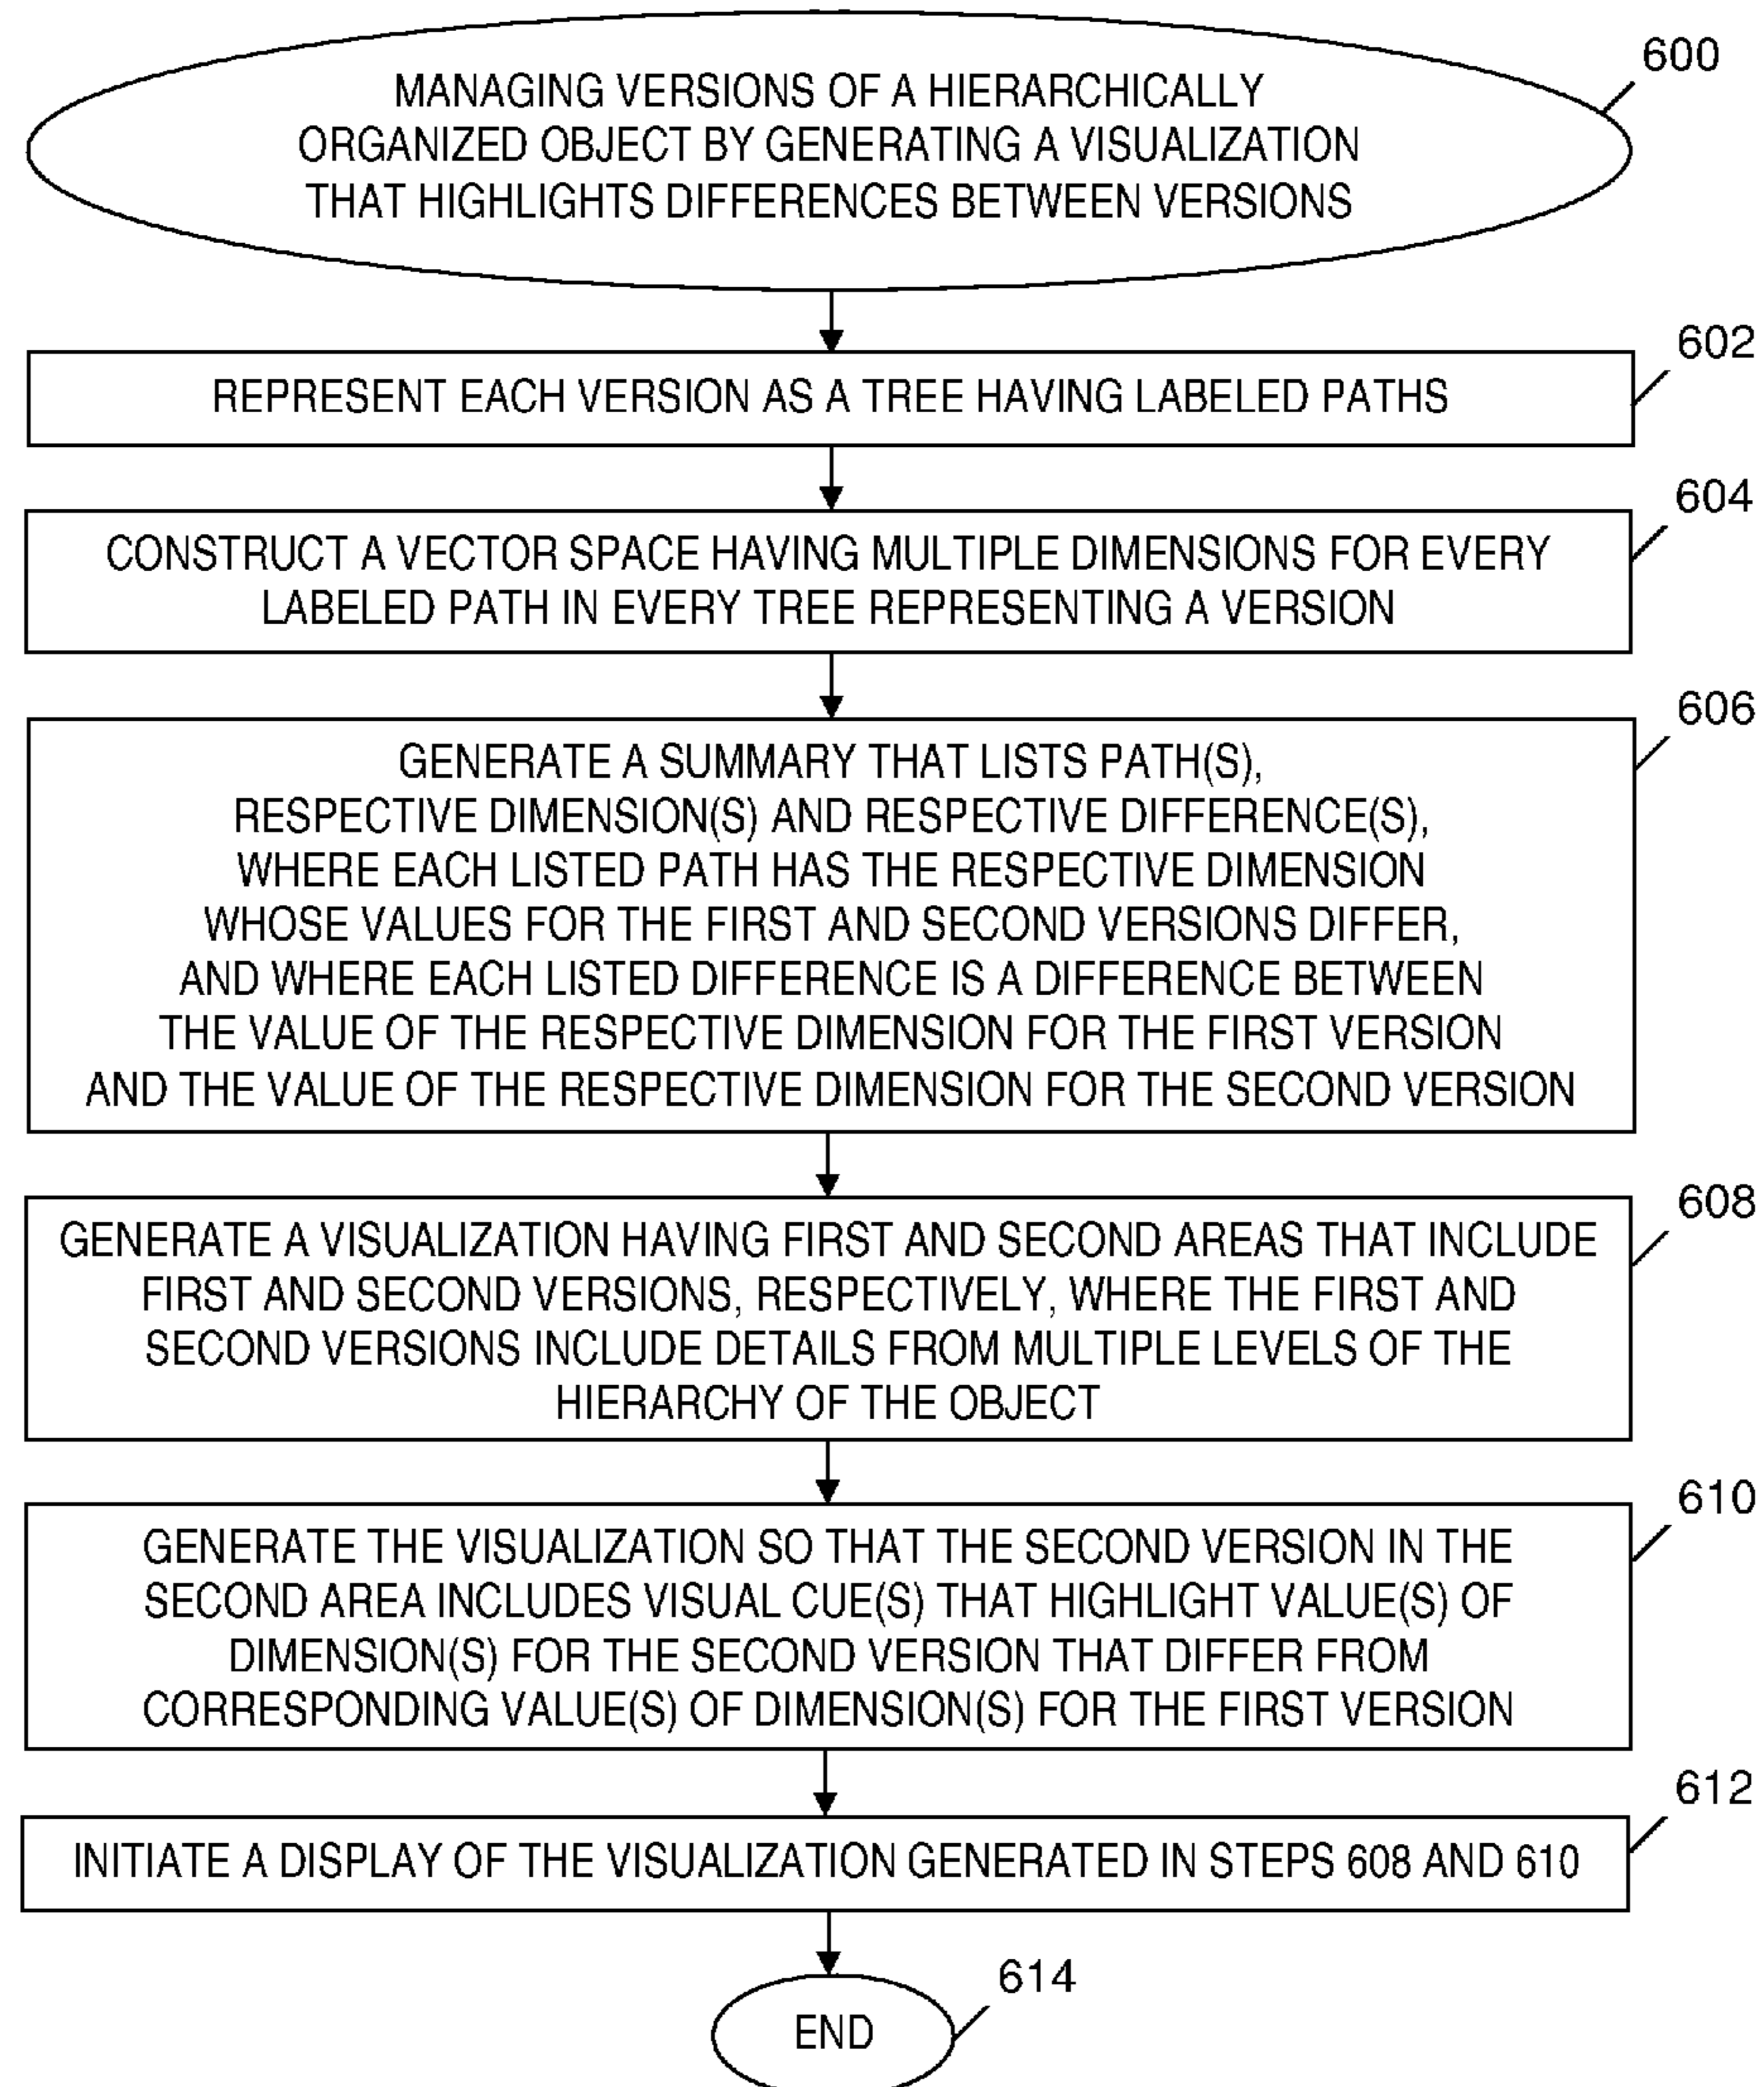 600
MANAGING VERSIONS OF A HIERARCHICALLY
ORGANIZED OBJECT BY GENERATING A VISUALIZATION
THAT HIGHLIGHTS DIFFERENCES BETWEEN VERSIONS
602
REPRESENT EACH VERSION AS A TREE HAVING LABELED PATHS
604
CONSTRUCT A VECTOR SPACE HAVING MULTIPLE DIMENSIONS FOR EVERY
LABELED PATH IN EVERY TREE REPRESENTING A VERSION
606
GENERATE A SUMMARY THAT LISTS PATH(S),
RESPECTIVE DIMENSION(S) AND RESPECTIVE DIFFERENCE(S),
WHERE EACH LISTED PATH HAS THE RESPECTIVE DIMENSION
WHOSE VALUES FOR THE FIRST AND SECOND VERSIONS DIFFER,
AND WHERE EACH LISTED DIFFERENCE IS A DIFFERENCE BETWEEN
THE VALUE OF THE RESPECTIVE DIMENSION FOR THE FIRST VERSION
AND THE VALUE OF THE RESPECTIVE DIMENSION FOR THE SECOND VERSION
608
GENERATE A VISUALIZATION HAVING FIRST AND SECOND AREAS THAT INCLUDE
FIRST AND SECOND VERSIONS, RESPECTIVELY, WHERE THE FIRST AND
SECOND VERSIONS INCLUDE DETAILS FROM MULTIPLE LEVELS OF THE
HIERARCHY OF THE OBJECT
610
GENERATE THE VISUALIZATION SO THAT THE SECOND VERSION IN THE
SECOND AREA INCLUDES VISUAL CUE(S) THAT HIGHLIGHT VALUE(S) OF
DIMENSION(S) FOR THE SECOND VERSION THAT DIFFER FROM
CORRESPONDING VALUE(S) OF DIMENSION(S) FOR THE FIRST VERSION
612
INITIATE A DISPLAY OF THE VISUALIZATION GENERATED IN STEPS 608 AND 610
614
END